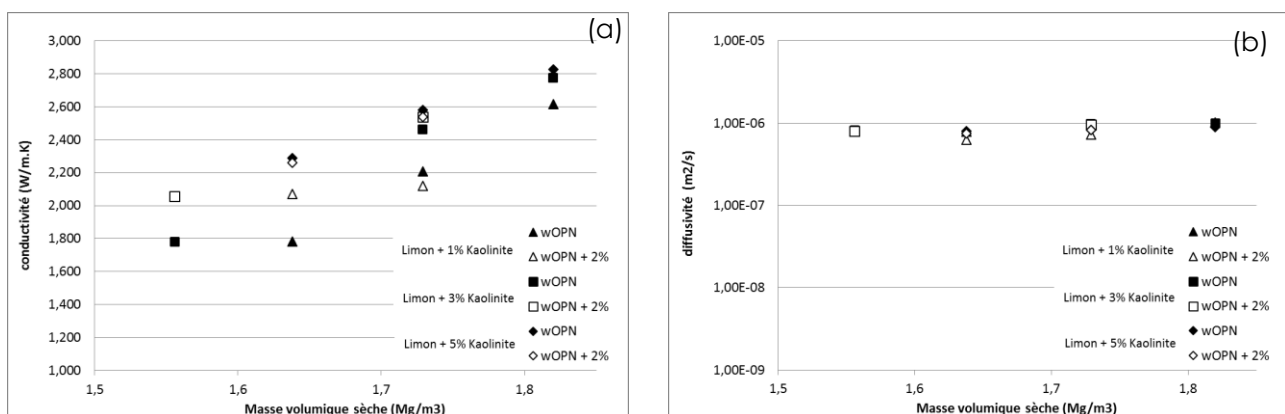 (a)
conductivité (W/m.K)
3,000
2,800
2,600
2,400
2,200
2,000
1,800
1,600
1,400
1,200
1,000
1,5
1,6
1,7
1,8
Masse volumique sèche (Mg/m3)
Limon + 1% Kaolinite
wOPN
wOPN + 2%
Limon + 3% Kaolinite
wOPN
wOPN + 2%
Limon + 5% Kaolinite
wOPN
wOPN + 2%
(b)
diffusivité (m2/s)
1,00E-05
1,00E-06
1,00E-07
1,00E-08
1,00E-09
1,5
1,6
1,7
1,8
Masse volumique sèche (Mg/m3)
Limon + 1% Kaolinite
wOPN
wOPN + 2%
Limon + 3% Kaolinite
wOPN
wOPN + 2%
Limon + 5% Kaolinite
wOPN
wOPN + 2%